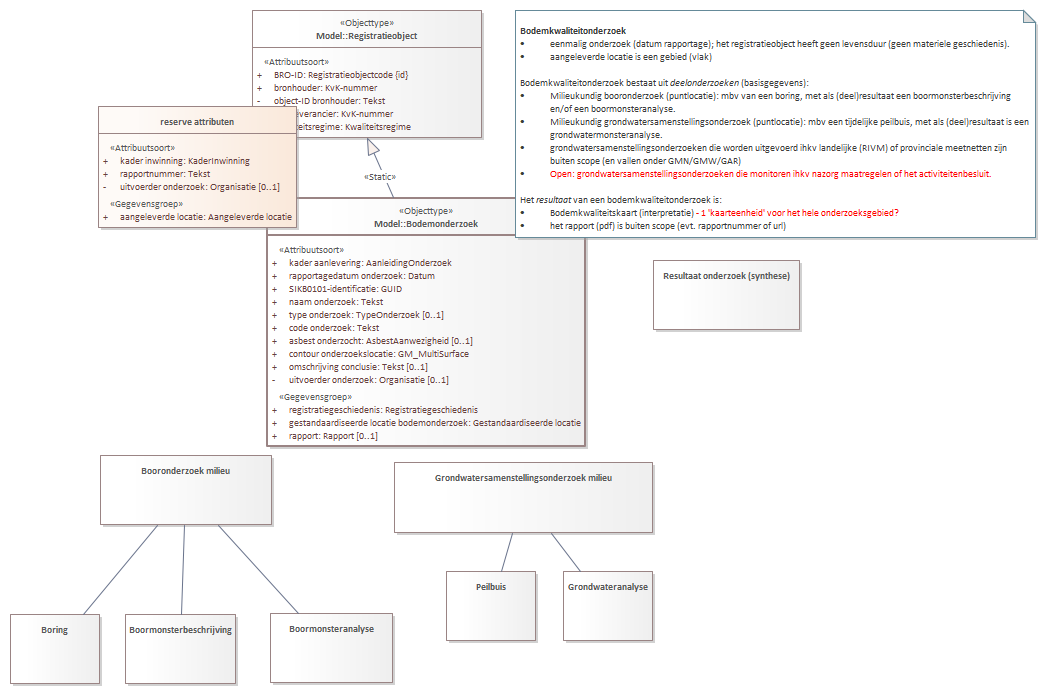 «Objecttype»
Model::Registratieobject
«Attribuutsoort»
+ BRO-ID: Registratieobjectcode {id}
+ bronhouder: KvK-nummer
- object-ID bronhouder: Tekst
everancier: KvK-nummer
teitsregime: Kwaliteitsregime
reserve attributen
«Attribuutsoort»
+ kader inwinning: KaderInwinning
+ rapportnummer: Tekst
- uitvoerder onderzoek: Organisatie [0..1]
«Gegevensgroep»
+ aangeleverde locatie: Aangeleverde locatie
«Static»
«Objecttype»
Model::Bodemonderzoek
«Attribuutsoort»
+ kader aanlevering: AanleidingOnderzoek
+ rapportagedatum onderzoek: Datum
+ SIKB0101-identificatie: GUID
+ naam onderzoek: Tekst
+ type onderzoek: TypeOnderzoek [0..1]
+ code onderzoek: Tekst
+ asbest onderzocht: AsbestAanwezigheid [0..1]
+ contour onderzoekslocatie: GM_MultiSurface
+ omschrijving conclusie: Tekst [0..1]
- uitvoerder onderzoek: Organisatie [0..1]
«Gegevensgroep»
+ registratiegeschiedenis: Registratiegeschiedenis
+ gestandaardiseerde locatie bodemonderzoek: Gestandaardiseerde locatie
+ rapport: Rapport [0..1]
Bodemkwaliteitonderzoek
• eenmalig onderzoek (datum rapportage); het registratieobject heeft geen levensduur (geen materiele geschiedenis).
• aangeleverde locatie is een gebied (vlak)
Bodemkwaliteitonderzoek bestaat uit deelonderzoeken (basisgegevens):
• Milieukundig booronderzoek (puntlocatie): mbv van een boring, met als (deel)resultaat een boormonsterbeschrijving
en/of een boormonsteranalyse.
• Milieukundig grondwatersamenstellingsonderzoek (puntlocatie): mbv een tijdelijke peilbuis, met als (deel)resultaat is een
grondwatermonsteranalyse.
• grondwatersamenstellingsonderzoeken die worden uitgevoerd ihkv landelijke (RIVM) of provinciale meetnetten zijn
buiten scope (en vallen onder GMN/GMW/GAR)
• Open: grondwatersamenstellingsonderzoeken die monitoren ihkv nazorg maatregelen of het activiteitenbesluit.
Het resultaat van een bodemkwaliteitonderzoek is:
• Bodemkwaliteitskaart (interpretatie) - 1 'kaarteenheid' voor het hele onderzoeksgebied?
• het rapport (pdf) is buiten scope (evt. rapportnummer of url)
Resultaat onderzoek (synthese)
Booronderzoek milieu
Grondwatersamenstellingsonderzoek milieu
Peilbuis
Grondwateranalyse
Boring
Boormonsterbeschrijving
Boormonsteranalyse